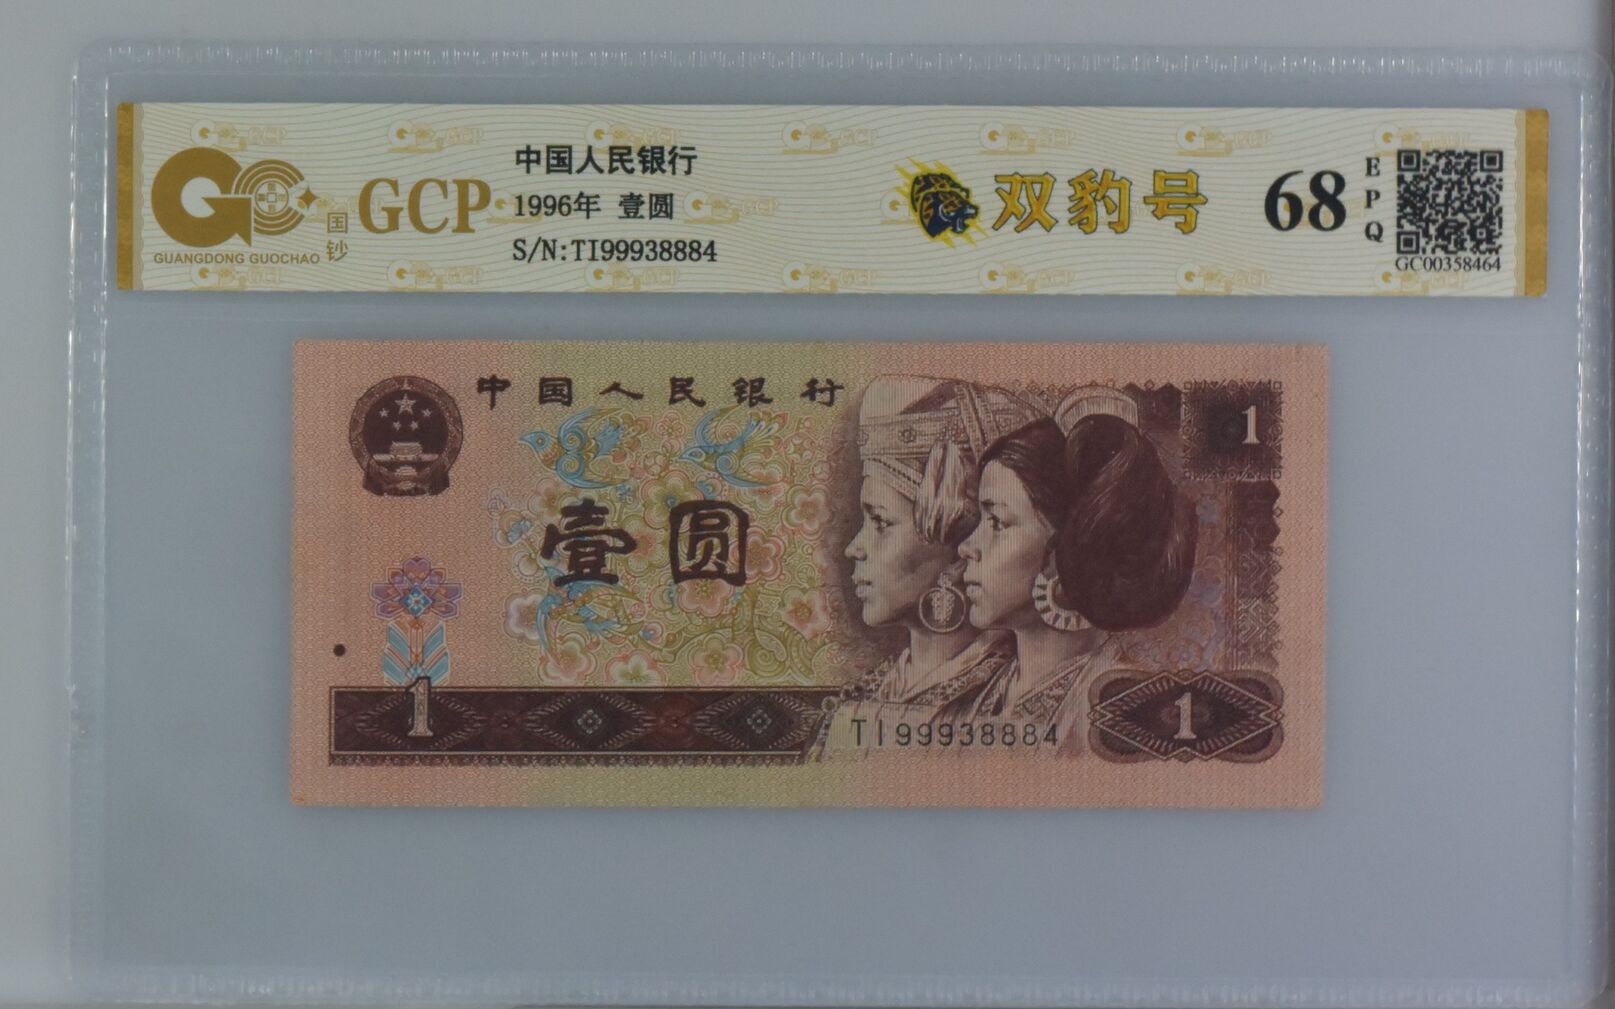 GUANGDONG GUOCHAO
国钞
GCP
中国人民银行
1996年 壹圆
S/N:TI99938884
双豹号
68
EPQ
GC00358464
中国人民银行
1
壹圆
1
TI99938884
1